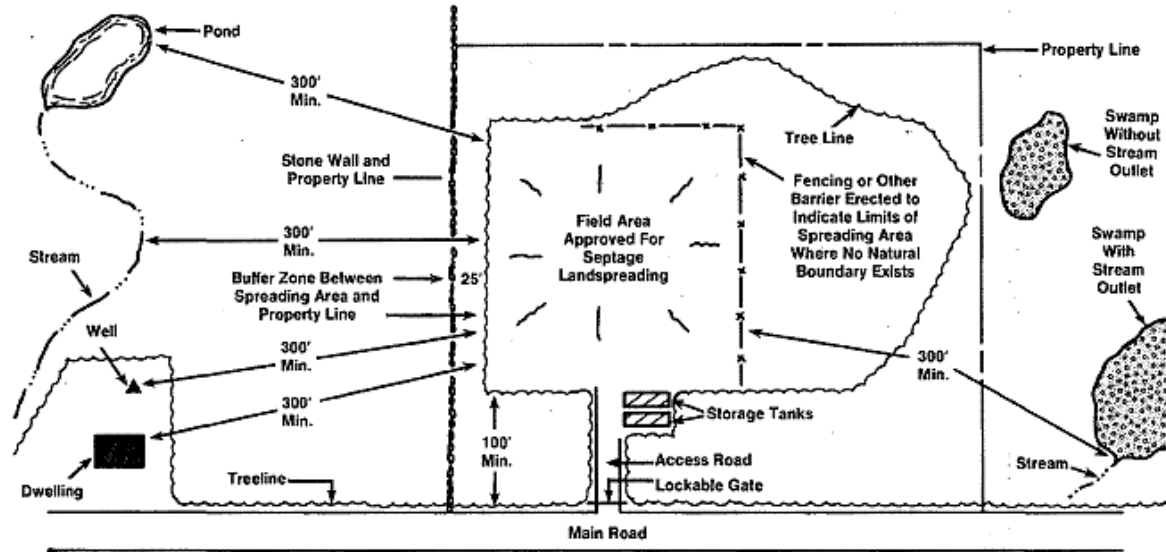 Pond
300'
Min.
Stone Wall and
Property Line
300'
Min.
Stream
Buffer Zone Between
Spreading Area and
Property Line
25'
Well
300'
Min.
300'
Min.
Dwelling
Treeline
100'
Min.
Field Area
Approved For
Septage
Landspreading
Tree Line
Fencing or Other
Barrier Erected to
Indicate Limits of
Spreading Area
Where No Natural
Boundary Exists
Property Line
Swamp
Without
Stream
Outlet
Swamp
With
Stream
Outlet
300'
Min.
Storage Tanks
Access Road
Lockable Gate
Stream
Main Road